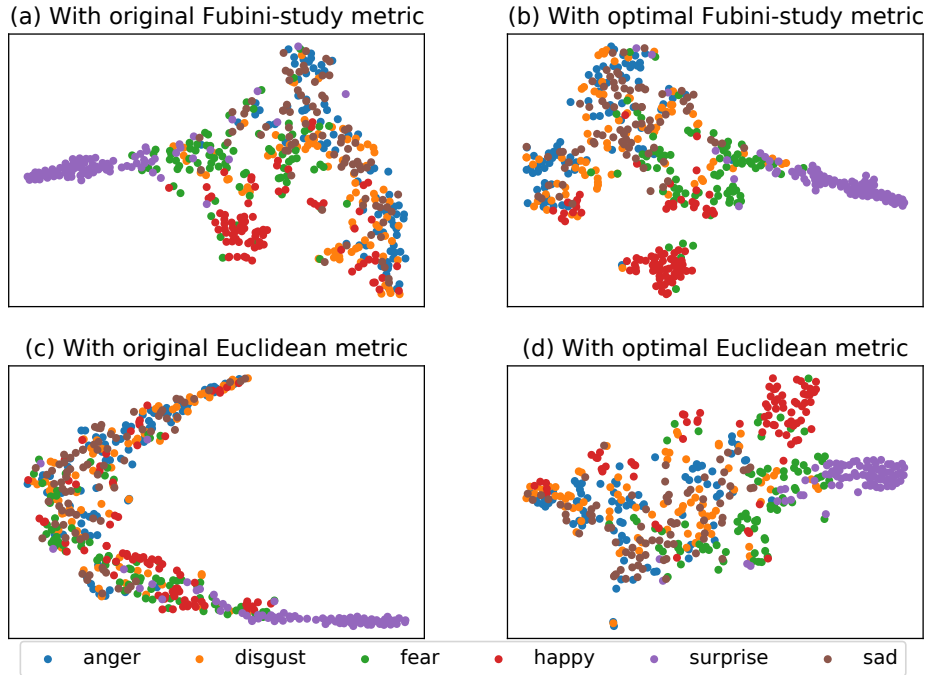 (a) With original Fubini-study metric
(b) With optimal Fubini-study metric
(c) With original Euclidean metric
(d) With optimal Euclidean metric
anger disgust fear happy surprise sad